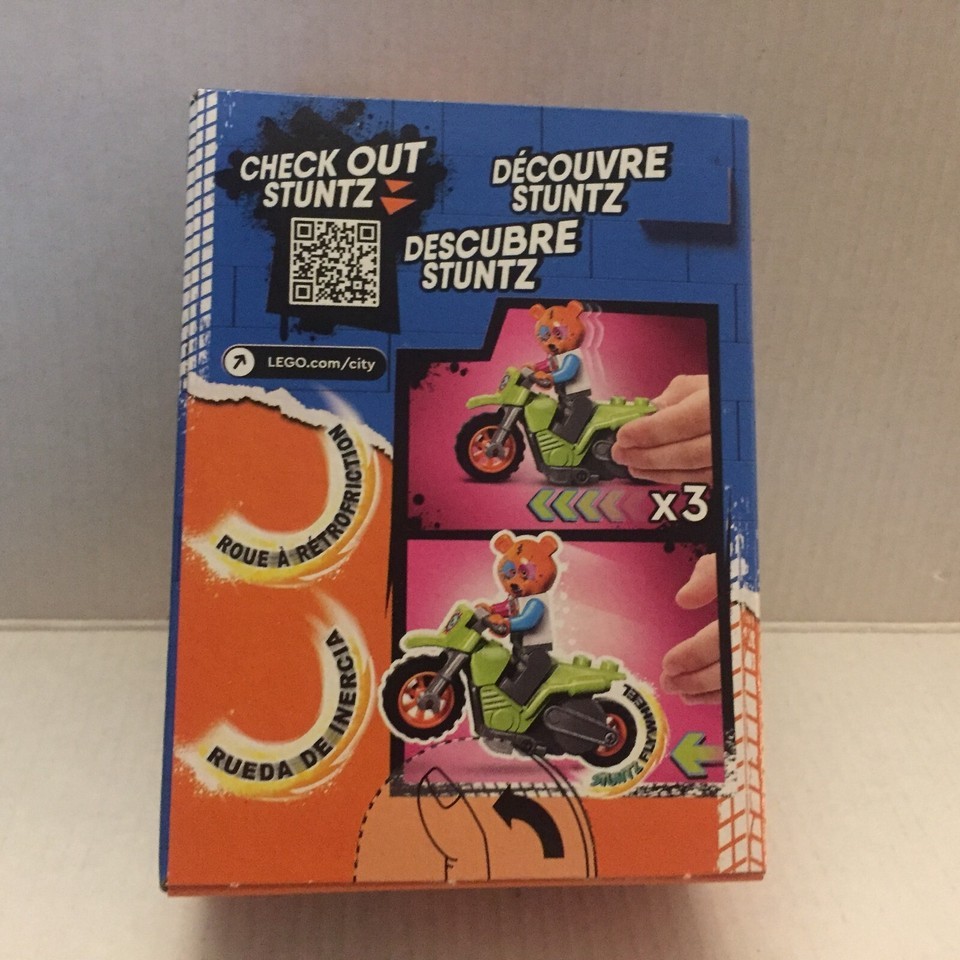 CHECK OUT
STUNTZ
DÉCOUVRE
STUNTZ
DESCUBRE
STUNTZ
LEGO.com/city
x3
ROUE À RÉTROFRICTION
RUEDA DE INERCIA
STUNTZ FLYWHEEL